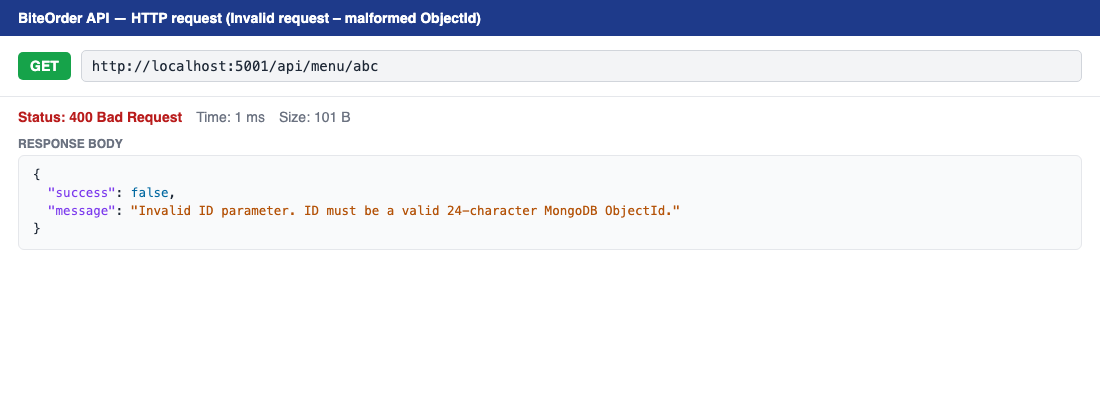 BiteOrder API — HTTP request (Invalid request – malformed ObjectId)
GET http://localhost:5001/api/menu/abc
Status: 400 Bad Request Time: 1 ms Size: 101 B
RESPONSE BODY
{
  "success": false,
  "message": "Invalid ID parameter. ID must be a valid 24-character MongoDB ObjectId."
}